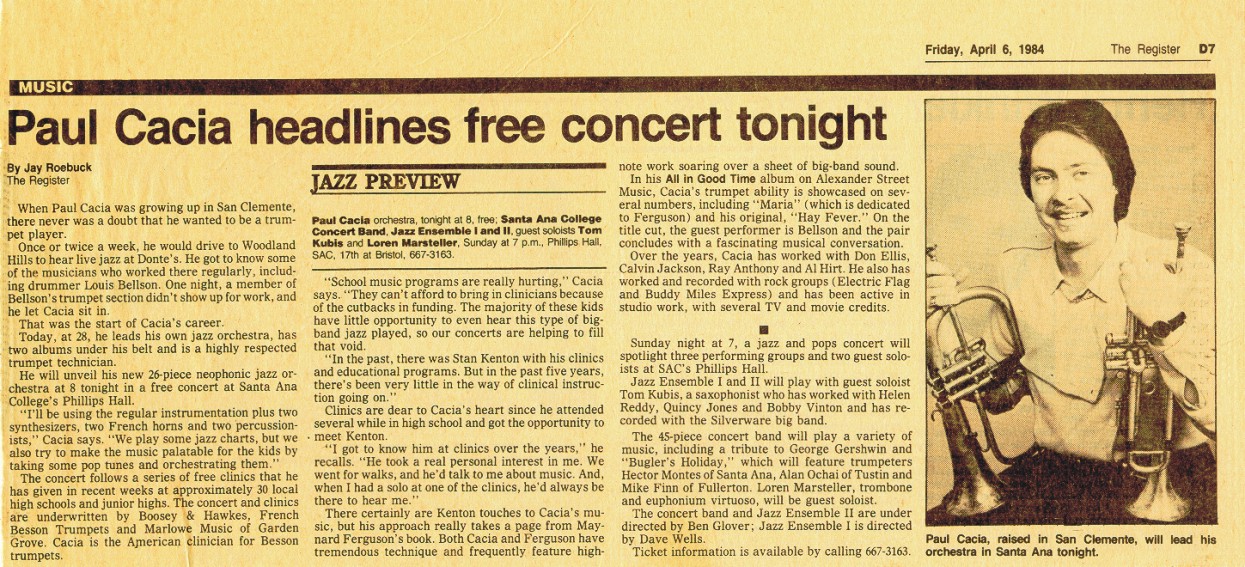 Friday, April 6, 1984 The Register D7
MUSIC
Paul Cacia headlines free concert tonight
By Jay Roebuck
The Register
When Paul Cacia was growing up in San Clemente,
there never was a doubt that he wanted to be a trum-
pet player.
Once or twice a week, he would drive to Woodland
Hills to hear live jazz at Donte's. He got to know some
of the musicians who worked there regularly, includ-
ing drummer Louis Bellson. One night, a member of
Bellson's trumpet section didn't show up for work, and
he let Cacia sit in.
That was the start of Cacia's career.
Today, at 28, he leads his own jazz orchestra, has
two albums under his belt and is a highly respected
trumpet technician.
He will unveil his new 26-piece neophonic jazz or-
chestra at 8 tonight in a free concert at Santa Ana
College's Phillips Hall.
"I'll be using the regular instrumentation plus two
synthesizers, two French horns and two percussion-
ists," Cacia says. "We play some jazz charts, but we
also try to make the music palatable for the kids by
taking some pop tunes and orchestrating them."
The concert follows a series of free clinics that he
has given in recent weeks at approximately 30 local
high schools and junior highs. The concert and clinics
are underwritten by Boosey & Hawkes, French
Besson Trumpets and Marlowe Music of Garden
Grove. Cacia is the American clinician for Besson
trumpets.
JAZZ PREVIEW
Paul Cacia orchestra, tonight at 8, free; Santa Ana College
Concert Band, Jazz Ensemble I and II, guest soloists Tom
Kubis and Loren Marsteller, Sunday at 7 p.m., Phillips Hall,
SAC, 17th at Bristol, 667-3163.
"School music programs are really hurting," Cacia
says. "They can't afford to bring in clinicians because
of the cutbacks in funding. The majority of these kids
have little opportunity to even hear this type of big-
band jazz played, so our concerts are helping to fill
that void.
"In the past, there was Stan Kenton with his clinics
and educational programs. But in the past five years,
there's been very little in the way of clinical instruc-
tion going on."
Clinics are dear to Cacia's heart since he attended
several while in high school and got the opportunity to
meet Kenton.
"I got to know him at clinics over the years," he
recalls. "He took a real personal interest in me. We
went for walks, and he'd talk to me about music. And,
when I had a solo at one of the clinics, he'd always be
there to hear me."
There certainly are Kenton touches to Cacia's mu-
sic, but his approach really takes a page from May-
nard Ferguson's book. Both Cacia and Ferguson have
tremendous technique and frequently feature high-
note work soaring over a sheet of big-band sound.
In his All in Good Time album on Alexander Street
Music, Cacia's trumpet ability is showcased on sev-
eral numbers, including "Maria" (which is dedicated
to Ferguson) and his original, "Hay Fever." On the
title cut, the guest performer is Bellson and the pair
concludes with a fascinating musical conversation.
Over the years, Cacia has worked with Don Ellis,
Calvin Jackson, Ray Anthony and Al Hirt. He also has
worked and recorded with rock groups (Electric Flag
and Buddy Miles Express) and has been active in
studio work, with several TV and movie credits.
Sunday night at 7, a jazz and pops concert will
spotlight three performing groups and two guest solo-
ists at SAC's Phillips Hall.
Jazz Ensemble I and II will play with guest soloist
Tom Kubis, a saxophonist who has worked with Helen
Reddy, Quincy Jones and Bobby Vinton and has re-
corded with the Silverware big band.
The 45-piece concert band will play a variety of
music, including a tribute to George Gershwin and
"Bugler's Holiday," which will feature trumpeters
Hector Montes of Santa Ana, Alan Ochai of Tustin and
Mike Finn of Fullerton. Loren Marsteller, trombone
and euphonium virtuoso, will be guest soloist.
The concert band and Jazz Ensemble II are under
directed by Ben Glover; Jazz Ensemble I is directed
by Dave Wells.
Ticket information is available by calling 667-3163.
Paul Cacia, raised in San Clemente, will lead his
orchestra in Santa Ana tonight.